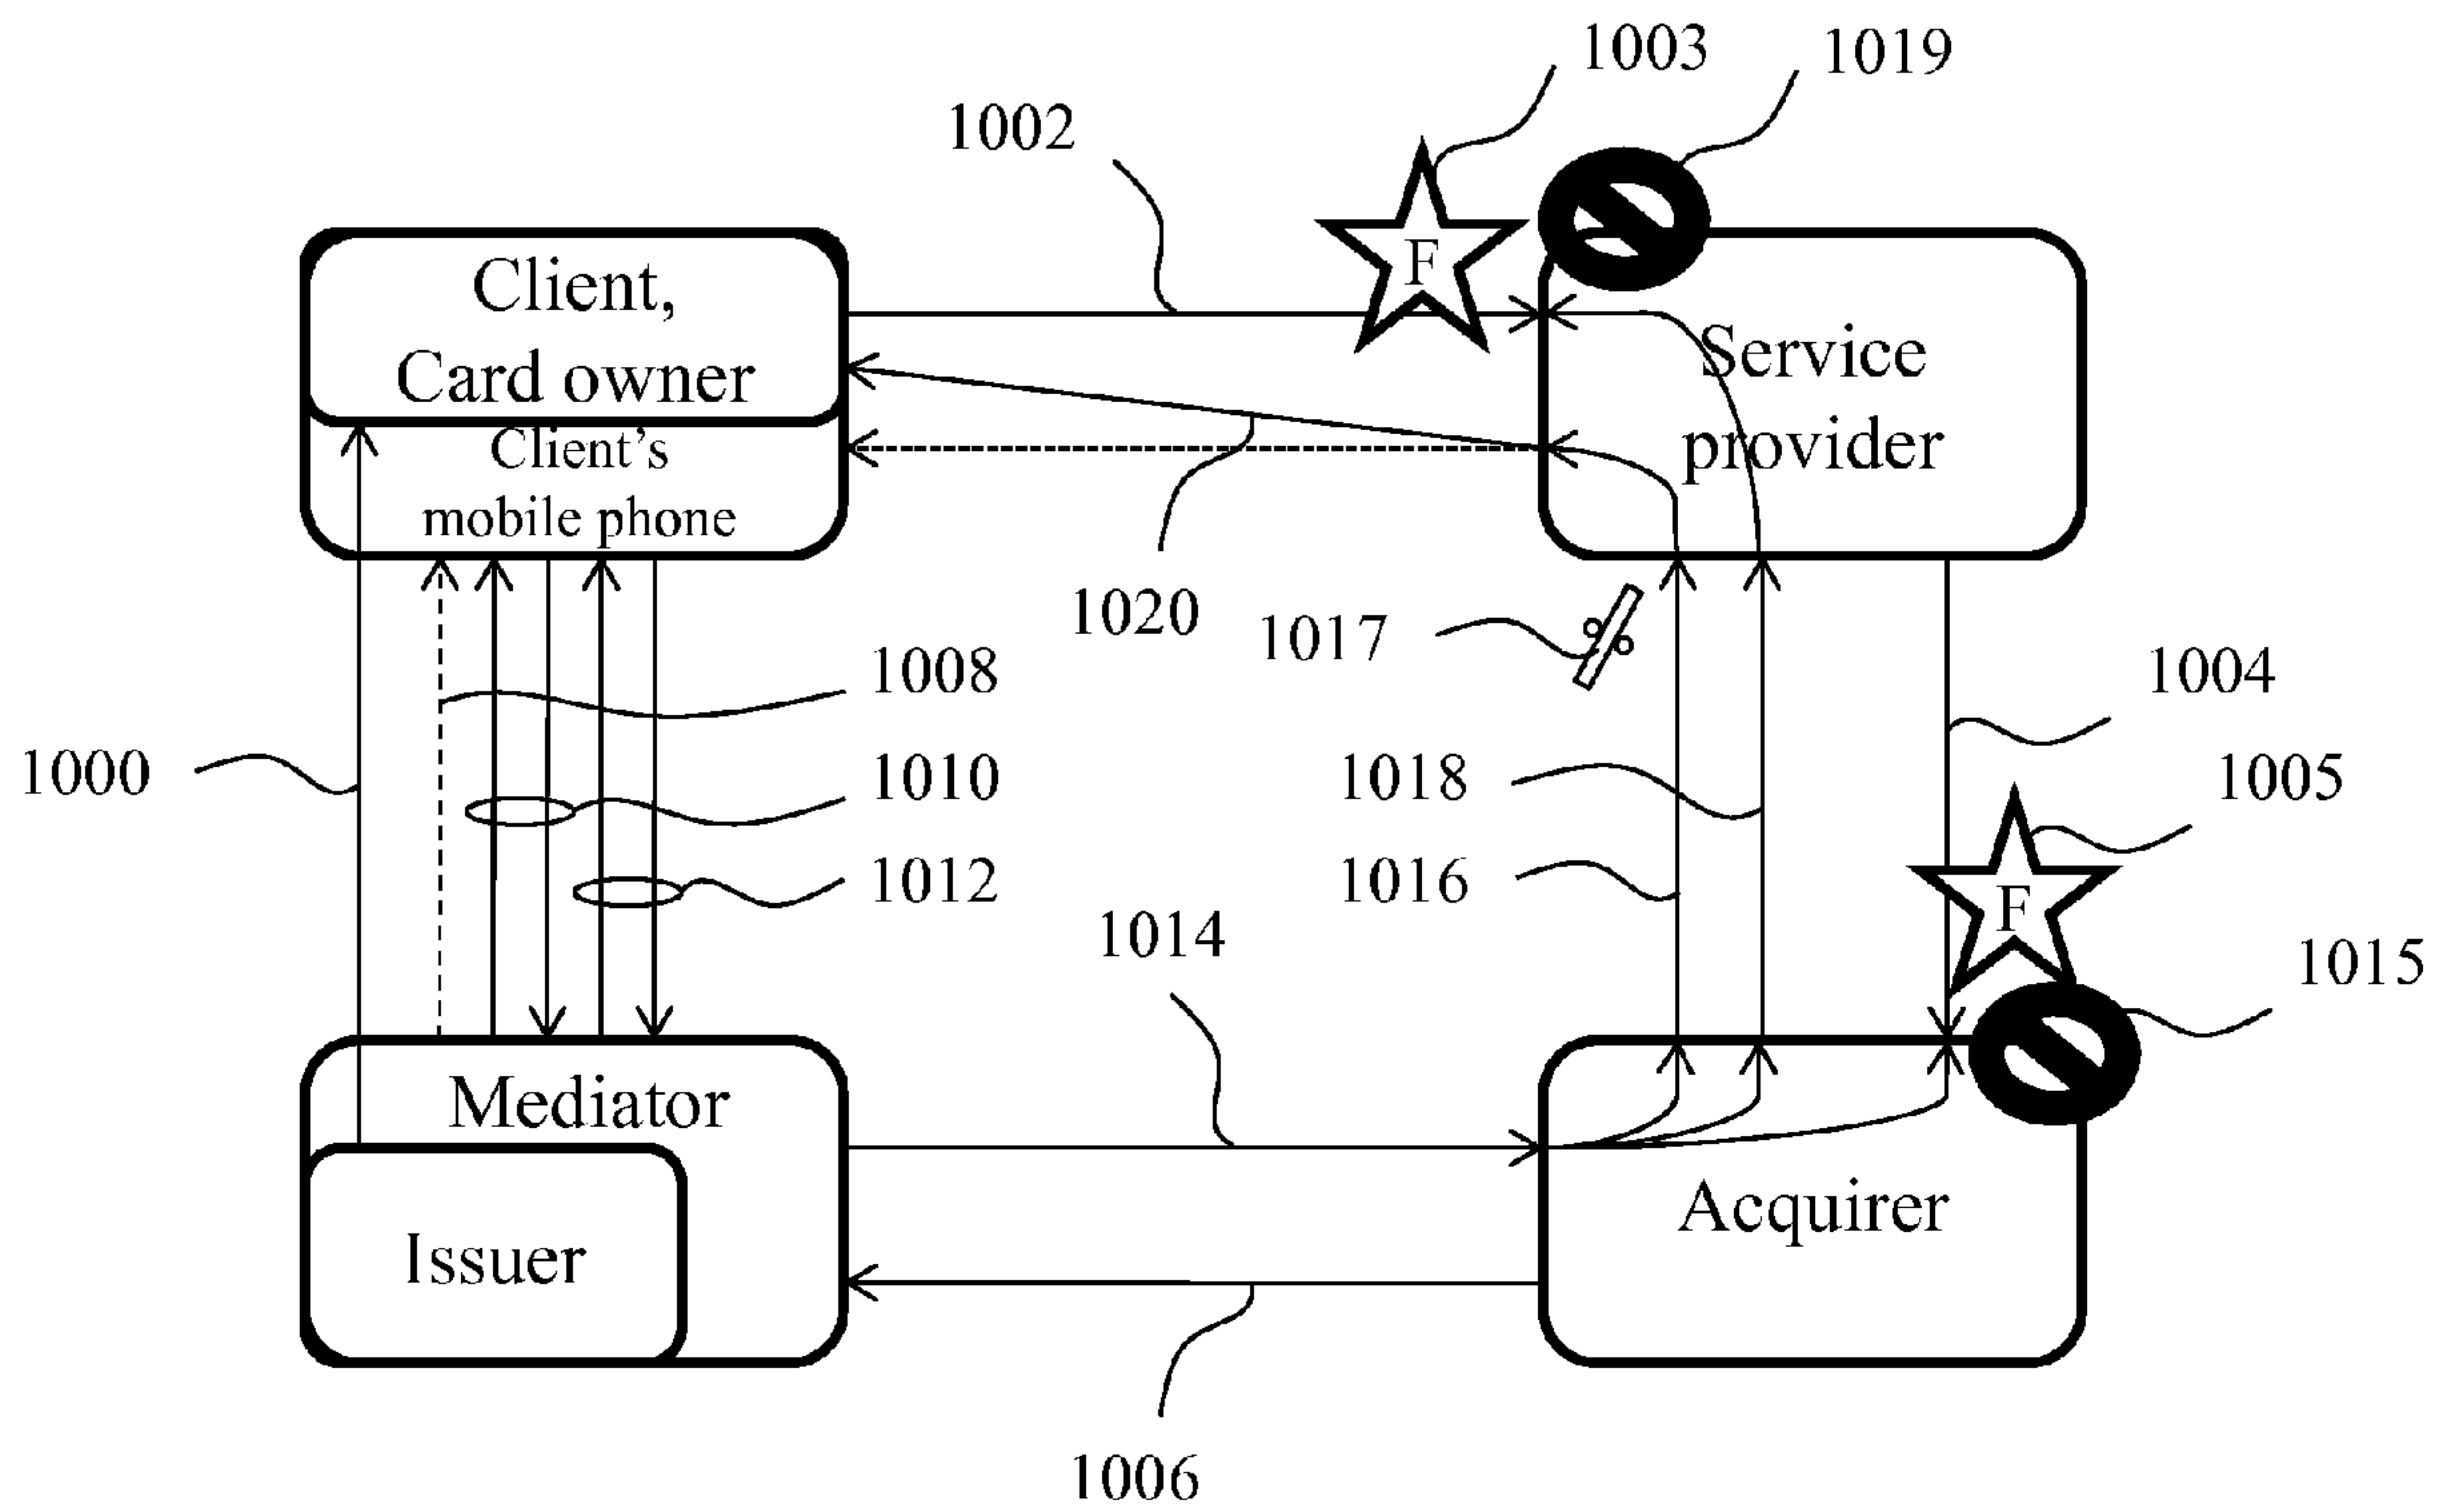 1003
1019
1002
F
Client,
Card owner
Service
provider
Client's
mobile phone
1020
1017
1008
1004
1000
1010
1018
1005
1012
1016
F
1014
1015
Mediator
Acquirer
Issuer
1006